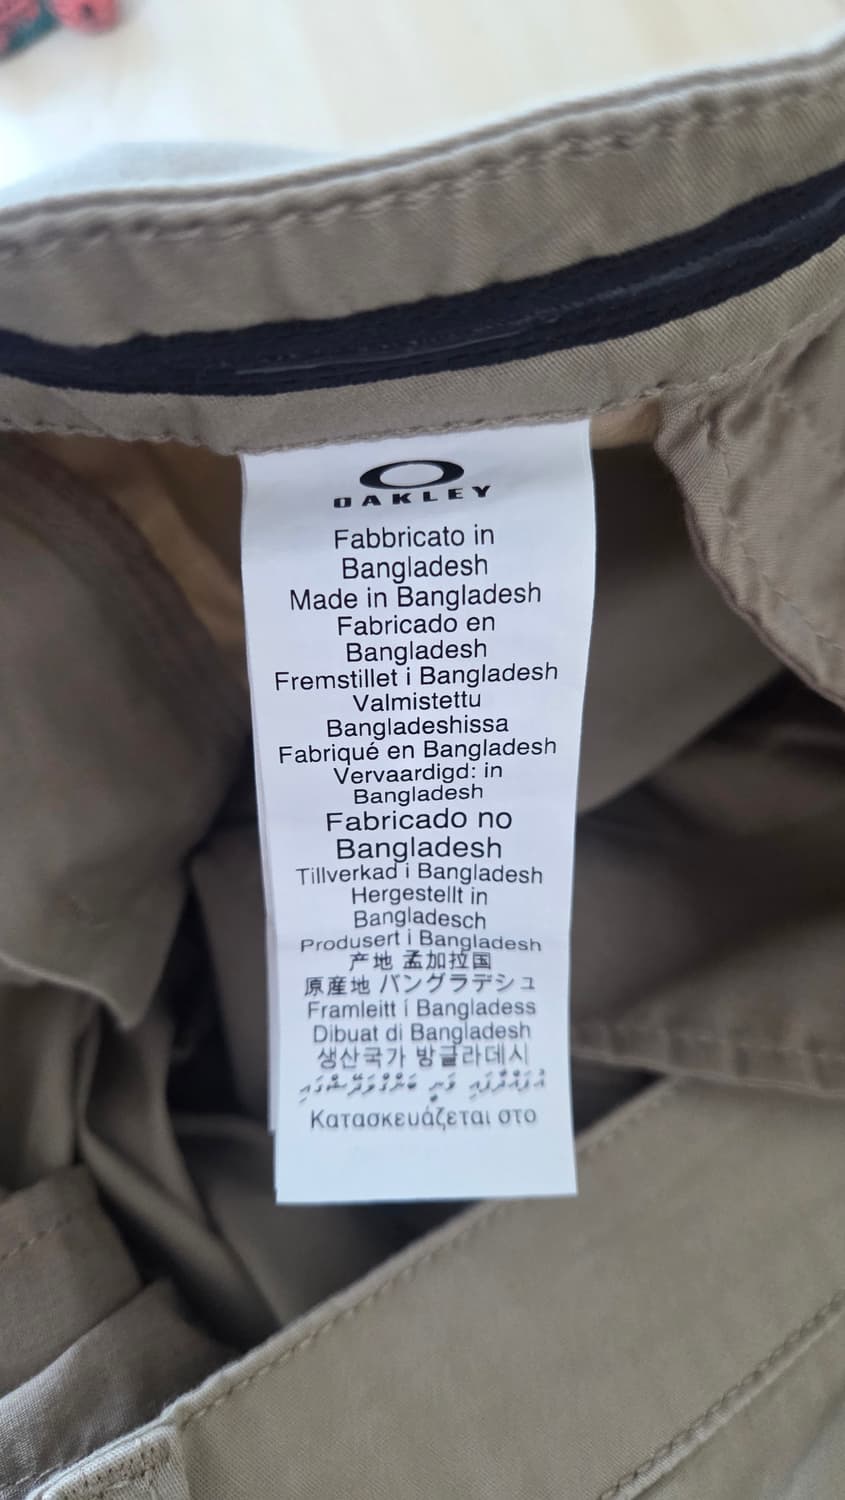 OAKLEY
Fabbricato in
Bangladesh
Made in Bangladesh
Fabricado en
Bangladesh
Fremstillet i Bangladesh
Valmistettu
Bangladeshissa
Fabriqué en Bangladesh
Vervaardigd: in
Bangladesh
Fabricado no
Bangladesh
Tillverkad i Bangladesh
Hergestellt in
Bangladesch
Produsert i Bangladesh
产地 孟加拉国
原産地 バングラデシュ
Framleitt í Bangladess
Dibuat di Bangladesh
생산국가 방글라데시
Κατασκευάζεται στο